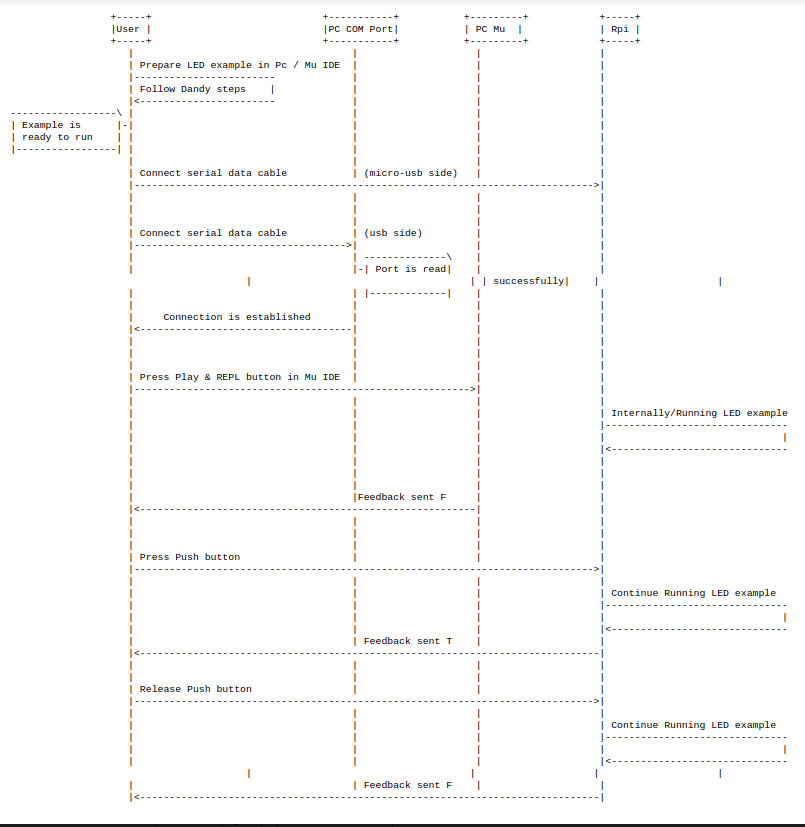 User PC COM Port PC Mu Rpi
Prepare LED example in Pc / Mu IDE
Follow Dandy steps
Example is
ready to run
Connect serial data cable (micro-usb side)
Connect serial data cable (usb side)
Port is read
successfully
Connection is established
Press Play & REPL button in Mu IDE
Internally/Running LED example
Feedback sent F
Press Push button
Continue Running LED example
Feedback sent T
Release Push button
Continue Running LED example
Feedback sent F